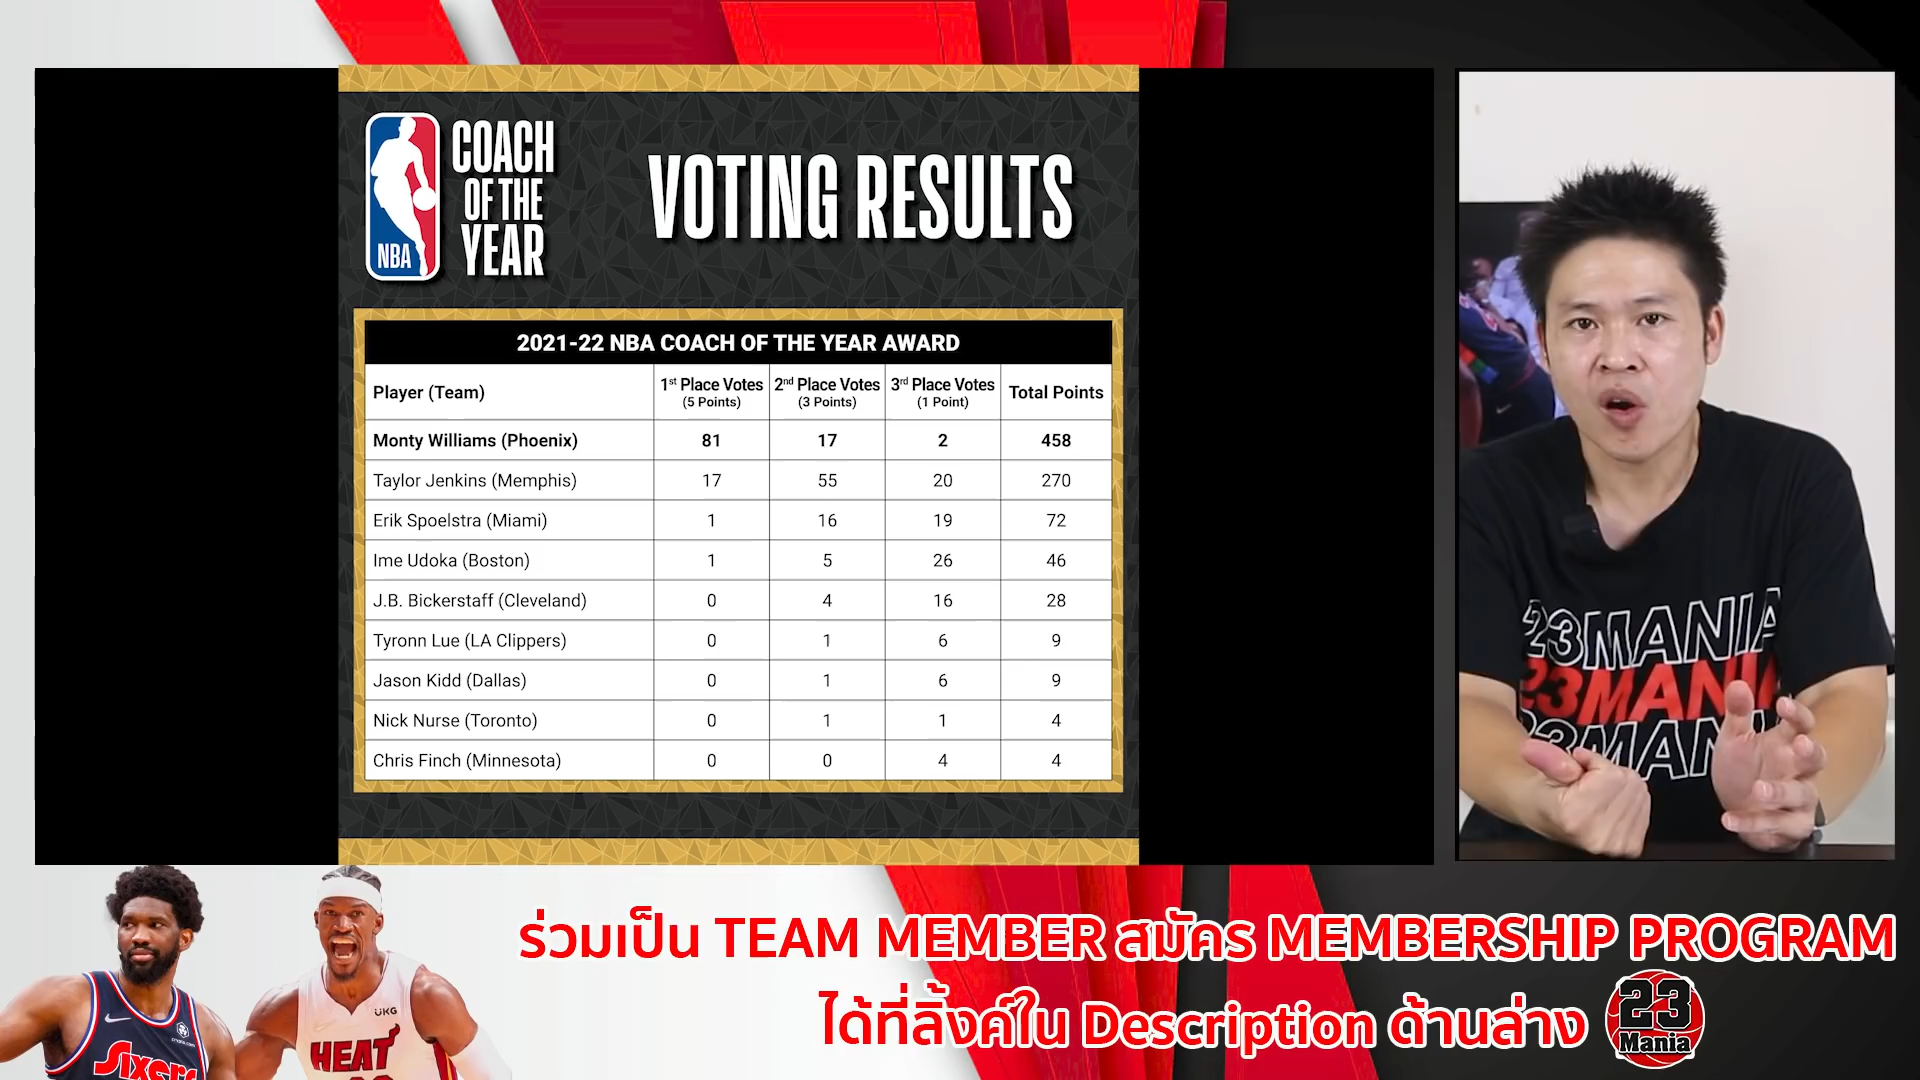 COACH
OF THE
YEAR
NBA
VOTING RESULTS
2021-22 NBA COACH OF THE YEAR AWARD
Player (Team) 1st Place Votes (5 Points) 2nd Place Votes (3 Points) 3rd Place Votes (1 Point) Total Points
Monty Williams (Phoenix) 81 17 2 458
Taylor Jenkins (Memphis) 17 55 20 270
Erik Spoelstra (Miami) 1 16 19 72
Ime Udoka (Boston) 1 5 26 46
J.B. Bickerstaff (Cleveland) 0 4 16 28
Tyronn Lue (LA Clippers) 0 1 6 9
Jason Kidd (Dallas) 0 1 6 9
Nick Nurse (Toronto) 0 1 1 4
Chris Finch (Minnesota) 0 0 4 4
23MANIA
23MANIA
23MAN
ร่วมเป็น TEAM MEMBER สมัคร MEMBERSHIP PROGRAM
ได้ที่ลิ้งค์ใน Description ด้านล่าง
23
Mania
UKG
HEAT
SIXERS